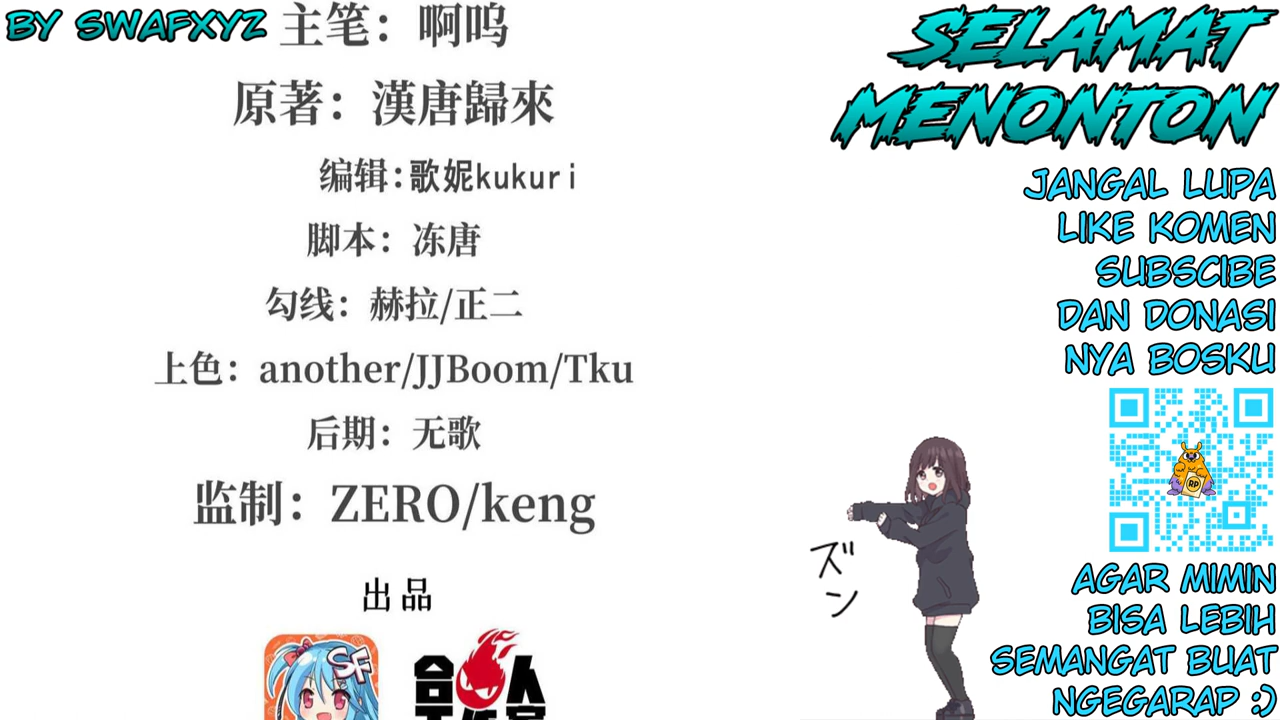 BY SWAFXYZ
主笔：啊呜
原著：漢唐歸來
编辑:歌妮kukuri
脚本：冻唐
勾线：赫拉/正二
上色：another/JJBoom/Tku
后期：无歌
监制：ZERO/keng
出品
SF
SELAMAT
MENONTON
JANGAL LUPA
LIKE KOMEN
SUBSCIBE
DAN DONASI
NYA BOSKU
RP
AGAR MIMIN
BISA LEBIH
SEMANGAT BUAT
NGEGARAP :)
ズン